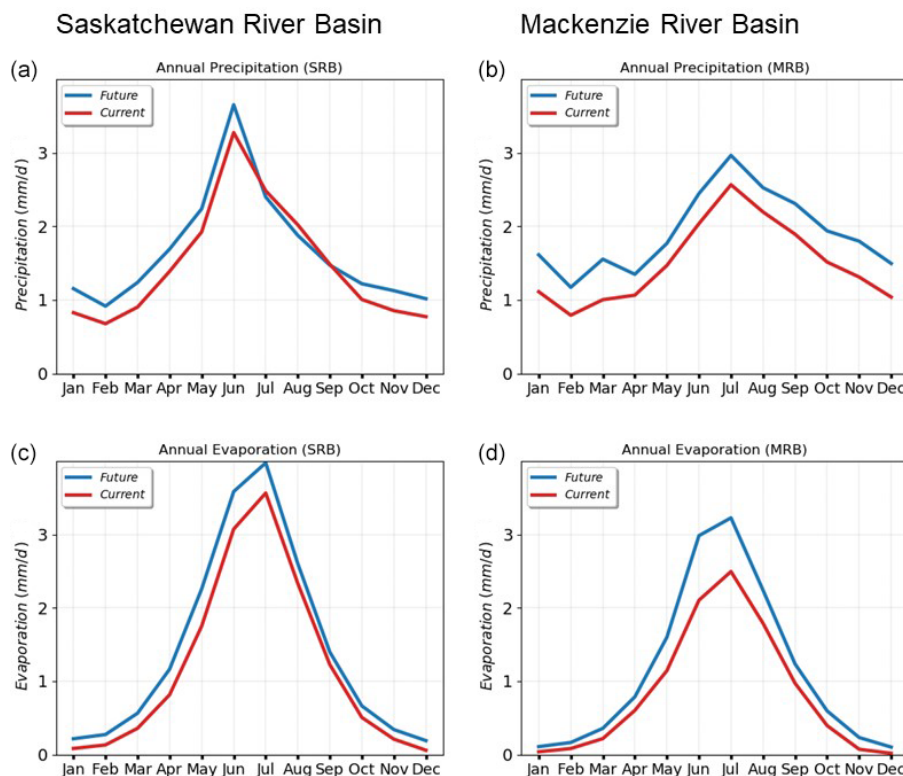 Saskatchewan River Basin
Mackenzie River Basin
(a)
Annual Precipitation (SRB)
Future
Current
Precipitation (mm/d)
3
2
1
0
Jan Feb Mar Apr May Jun Jul Aug Sep Oct Nov Dec
(b)
Annual Precipitation (MRB)
Future
Current
Precipitation (mm/d)
3
2
1
0
Jan Feb Mar Apr May Jun Jul Aug Sep Oct Nov Dec
(c)
Annual Evaporation (SRB)
Future
Current
Evaporation (mm/d)
3
2
1
0
Jan Feb Mar Apr May Jun Jul Aug Sep Oct Nov Dec
(d)
Annual Evaporation (MRB)
Future
Current
Evaporation (mm/d)
3
2
1
0
Jan Feb Mar Apr May Jun Jul Aug Sep Oct Nov Dec